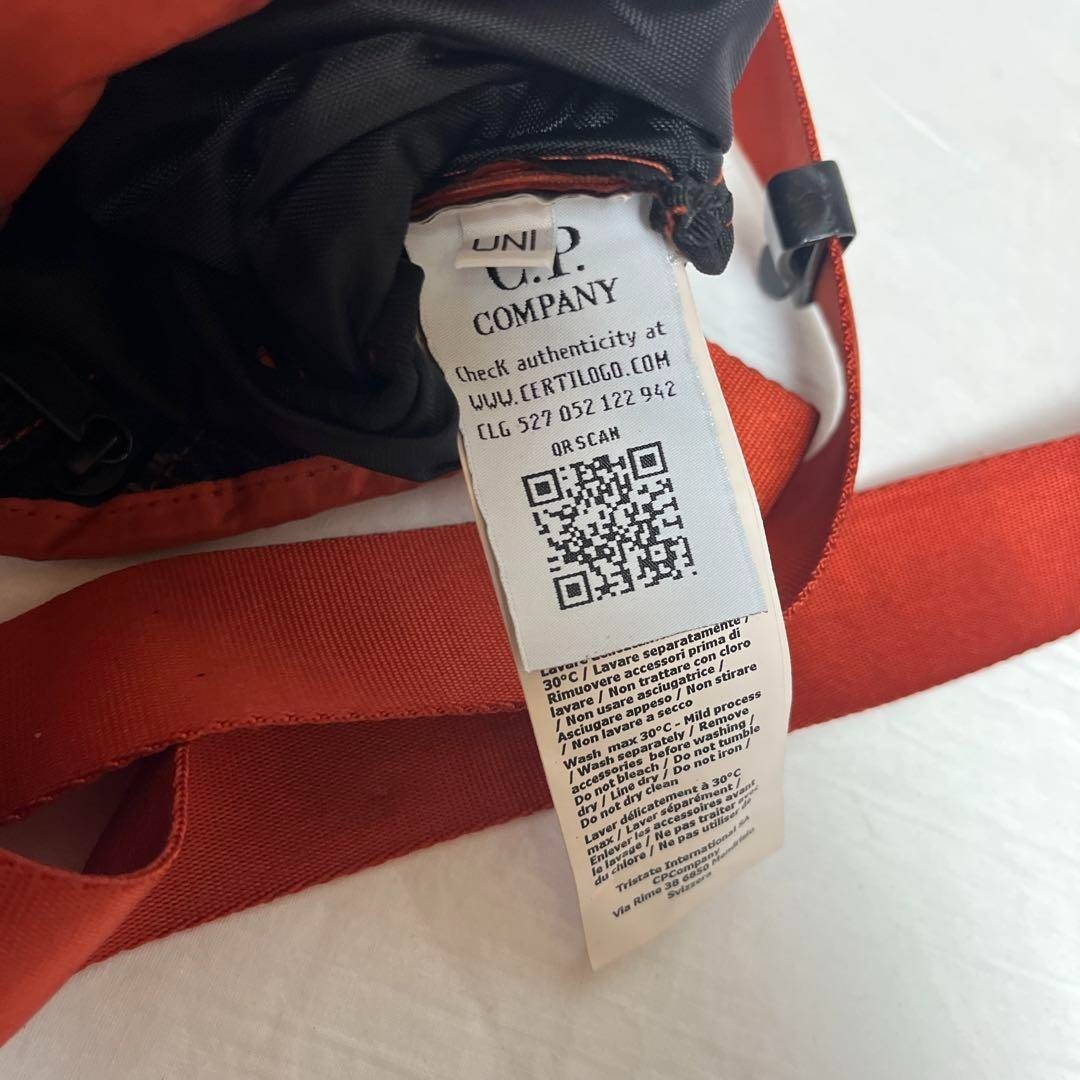 UNI
C.P.
COMPANY
ChecK authenticity at
WWW.CERTILOGO.COM
CLG 527 052 122 942
QR SCAN
30°C / Lavare separatamente /
Rimuovere accessori prima di
lavare / Non trattare con cloro
/ Non usare asciugatrice /
Asciugare appeso / Non stirare
/ Non lavare a secco
Wash max 30°C - Mild process
/ Wash separately / Remove
accessories before washing /
Do not bleach / Do not tumble
dry / Line dry / Do not iron /
Do not dry clean
Laver délicatement à 30°C
max / Laver séparément /
Enlever les accessoires avant
le lavage / Ne pas traiter avec
du chlore / Ne pas utiliser de
Tristate International SA
CPCompany
Via Rime 38 6850 Mendrisio
Svizzera